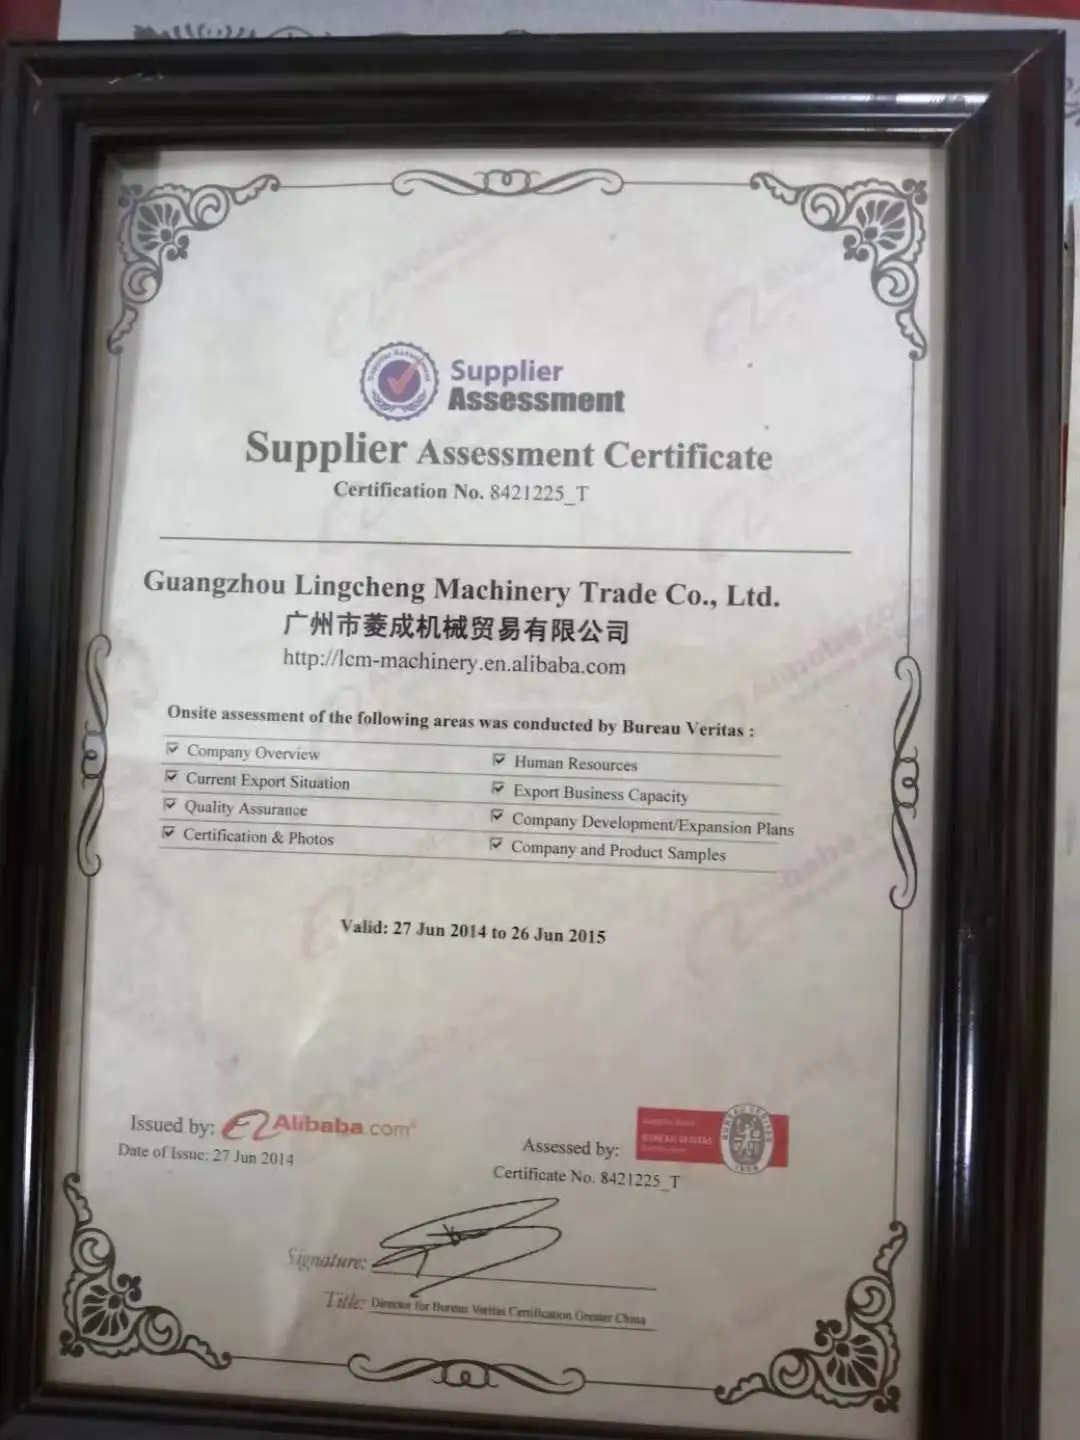 Supplier
Assessment
Supplier Assessment Certificate
Certification No. 8421225_T
Guangzhou Lingcheng Machinery Trade Co., Ltd.
广州市菱成机械贸易有限公司
http://lcm-machinery.en.alibaba.com
Onsite assessment of the following areas was conducted by Bureau Veritas :
Company Overview
Human Resources
Current Export Situation
Export Business Capacity
Quality Assurance
Company Development/Expansion Plans
Certification & Photos
Company and Product Samples
Valid: 27 Jun 2014 to 26 Jun 2015
Issued by: Alibaba.com
Date of Issue: 27 Jun 2014
Assessed by:
BUREAU VERITAS
Certificate No. 8421225_T
Signature:
Title: Director for Bureau Veritas Certification Greater China